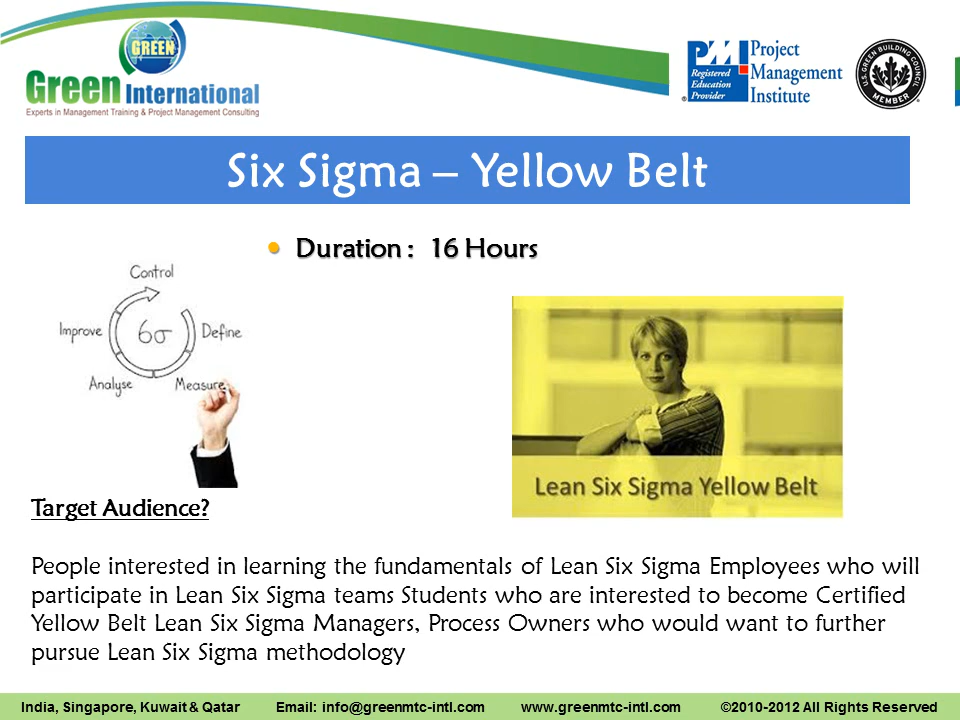 GREEN
Green International
Experts in Management Training & Project Management Consulting
PMI
Registered
Education
Provider
®
Project
Management
Institute
U.S. GREEN BUILDING COUNCIL
MEMBER
Six Sigma – Yellow Belt
• Duration : 16 Hours
Control
Improve
6σ
Define
Analyse
Measure
Lean Six Sigma Yellow Belt
Target Audience?
People interested in learning the fundamentals of Lean Six Sigma Employees who will
participate in Lean Six Sigma teams Students who are interested to become Certified
Yellow Belt Lean Six Sigma Managers, Process Owners who would want to further
pursue Lean Six Sigma methodology
India, Singapore, Kuwait & Qatar Email: info@greenmtc-intl.com www.greenmtc-intl.com ©2010-2012 All Rights Reserved